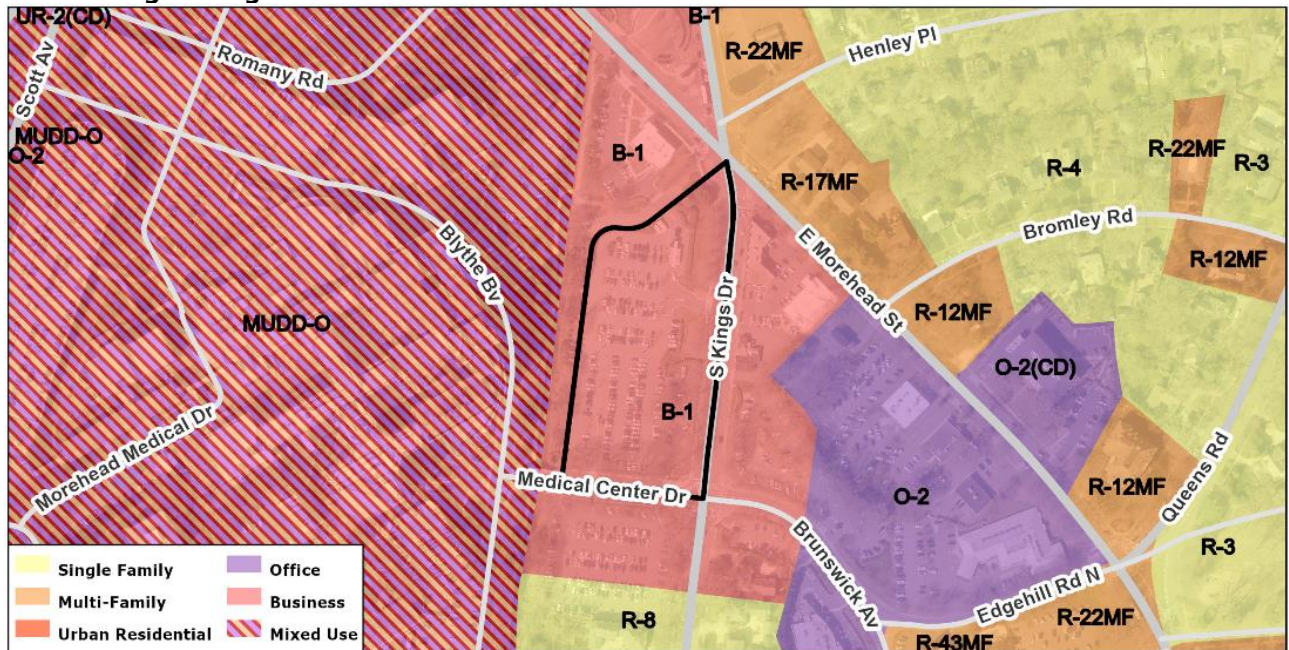 UR-2(CD)
B-1
Scott Av
Romany Rd
R-22MF
Henley Pl
MUDD-O
O-2
B-1
R-17MF
R-4
R-22MF
R-3
Bromley Rd
Blythe Bv
E Morehead St
R-12MF
R-12MF
MUDD-O
S Kings Dr
O-2(CD)
B-1
Morehead Medical Dr
Medical Center Dr
O-2
R-12MF
Queens Rd
Brunswick Av
R-3
Edgehill Rd N
R-8
R-22MF
R-43MF
Single Family
Office
Multi-Family
Business
Urban Residential
Mixed Use